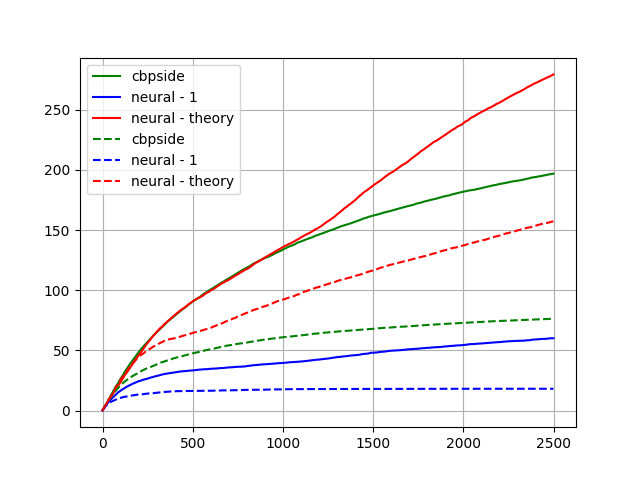 cbpside
neural - 1
neural - theory
cbpside
neural - 1
neural - theory
250
200
150
100
50
0
0 500 1000 1500 2000 2500